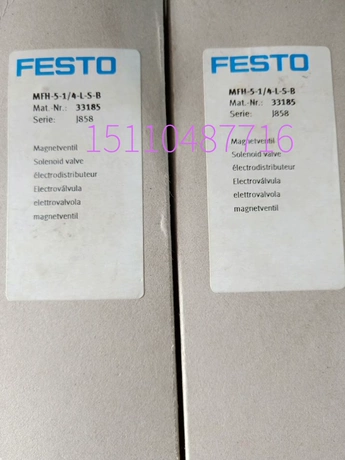 FESTO
MFH-5-1/4-L-S-B
Mat.-Nr.: 33185
Serie: J858
Magnetventil
Solenoid valve
électrodistributeur
Electroválvula
elettrovalvola
magnetventil
FESTO
MFH-5-1/4-L-S-B
Mat.-Nr.: 33185
Serie: J858
Magnetventil
Solenoid valve
électrodistributeur
Electroválvula
elettrovalvola
magnetventil
15110487716